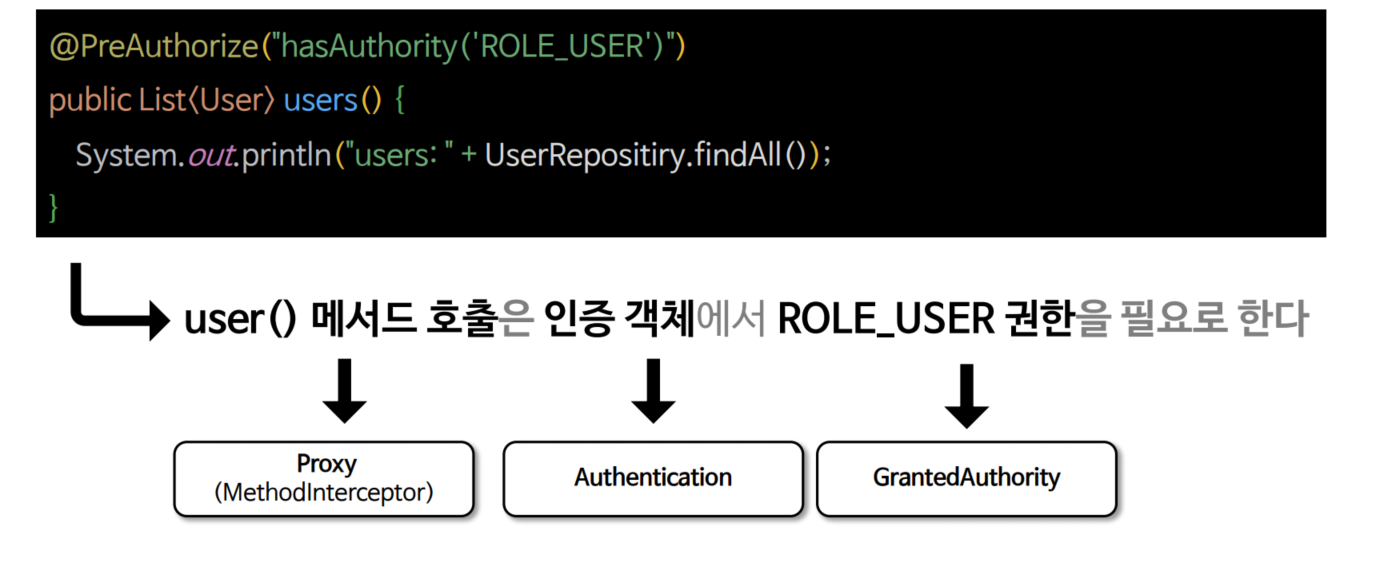 @PreAuthorize("hasAuthority('ROLE_USER')")
public List<User> users() {
System.out.println("users: " + UserRepositiry.findAll());
}
user() 메서드 호출은 인증 객체에서 ROLE_USER 권한을 필요로 한다
Proxy
(MethodInterceptor)
Authentication
GrantedAuthority